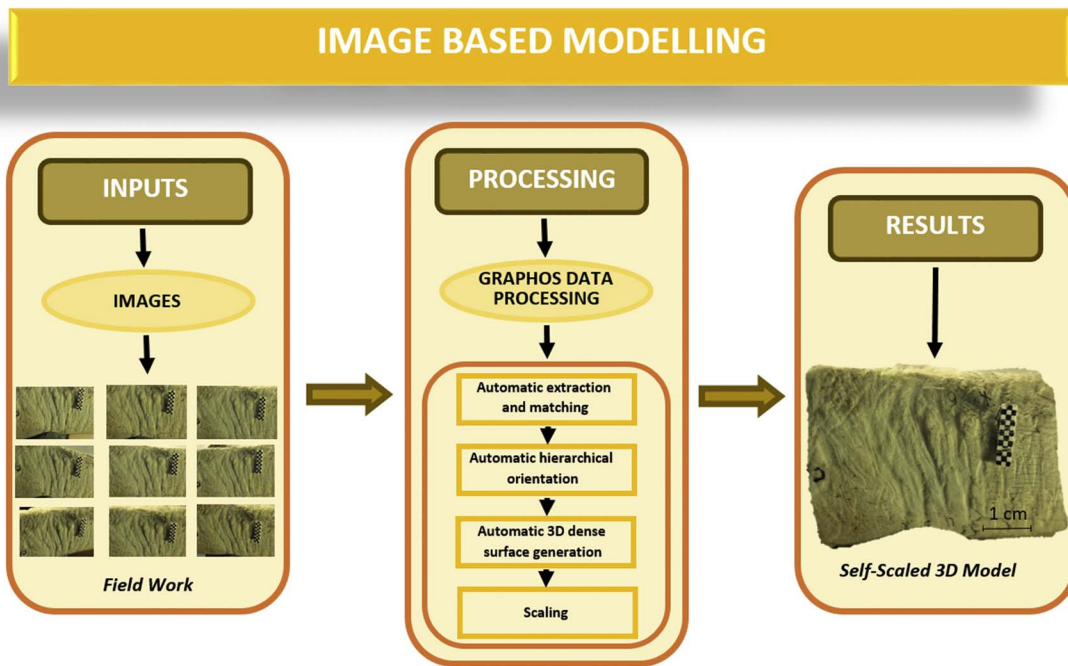 IMAGE BASED MODELLING
INPUTS
IMAGES
Field Work
PROCESSING
GRAPHOS DATA
PROCESSING
Automatic extraction
and matching
Automatic hierarchical
orientation
Automatic 3D dense
surface generation
Scaling
RESULTS
1 cm
Self-Scaled 3D Model